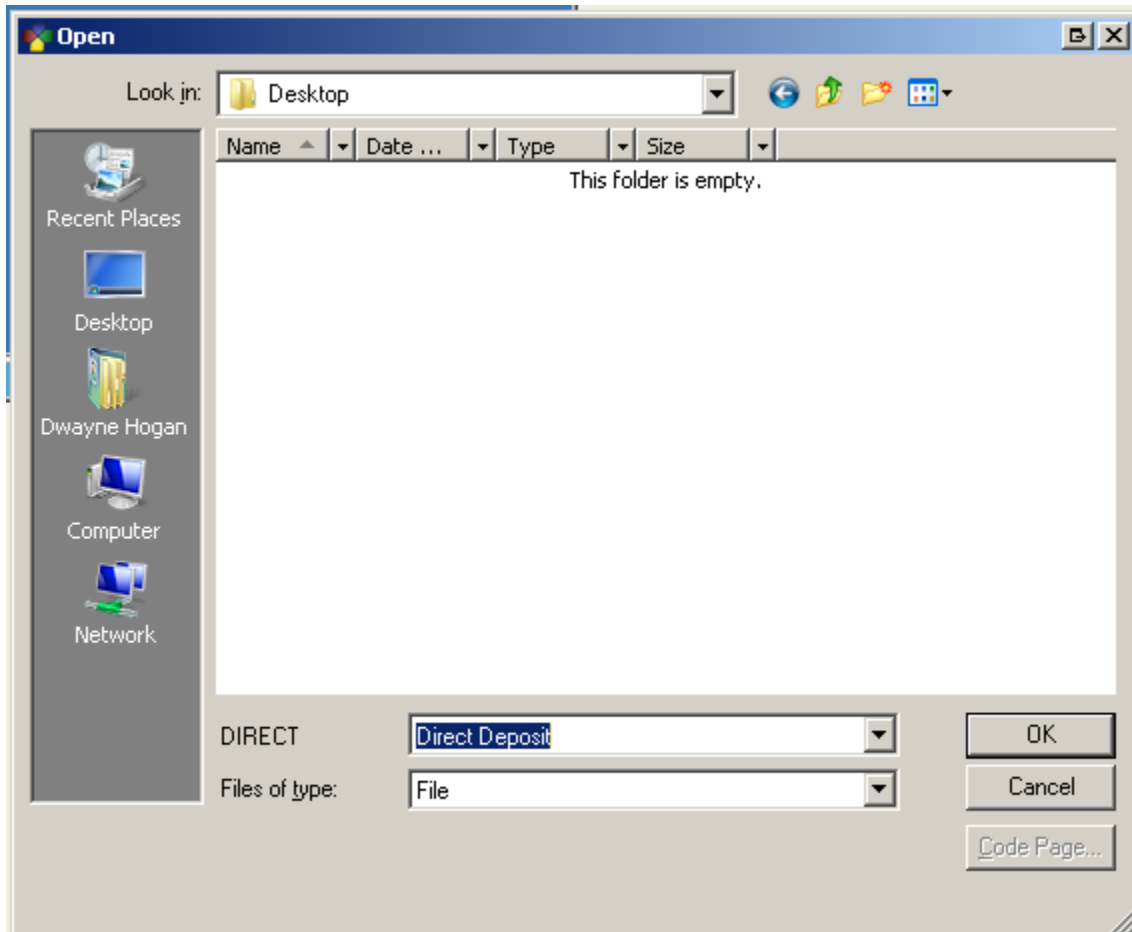 Open
Look in:
Desktop
Name
Date ...
Type
Size
This folder is empty.
Recent Places
Desktop
Dwayne Hogan
Computer
Network
DIRECT
Direct Deposit
OK
Files of type:
File
Cancel
Code Page...